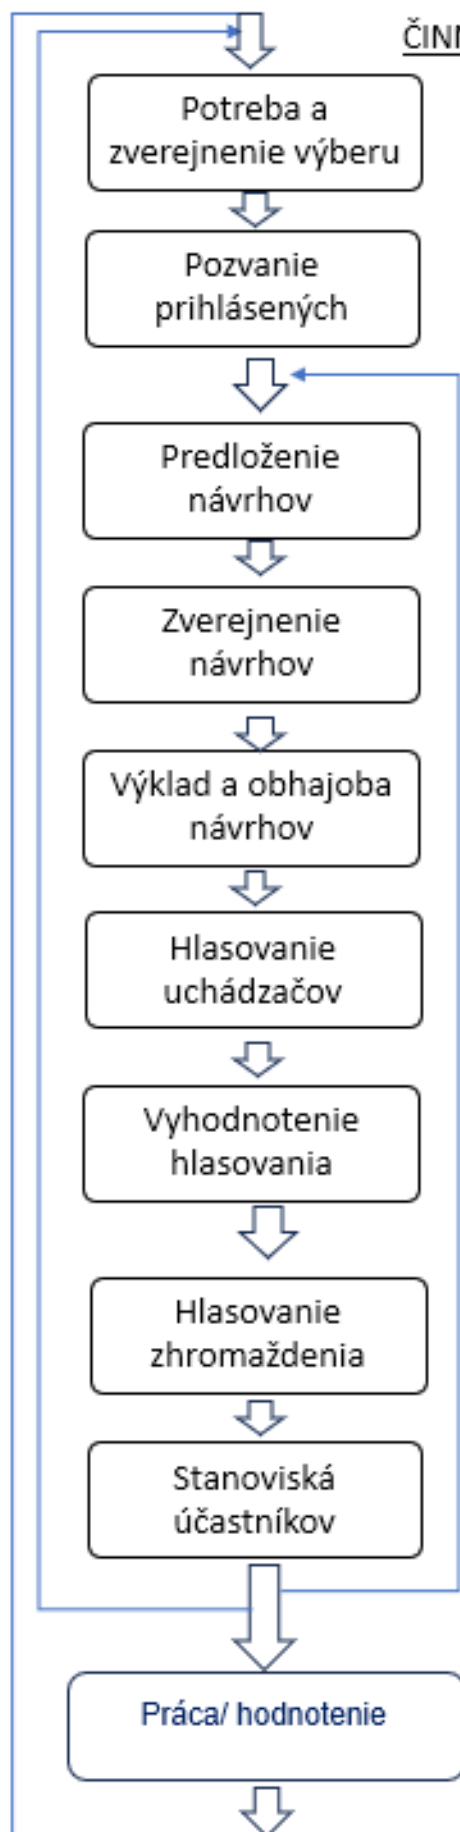 Potreba a
zverejnenie výberu
Pozvanie
prihlásených
Predloženie
návrhov
Zverejnenie
návrhov
Výklad a obhajoba
návrhov
Hlasovanie
uchádzačov
Vyhodnotenie
hlasovania
Hlasovanie
zhromaždenia
Stanoviská
účastníkov
Práca/ hodnotenie